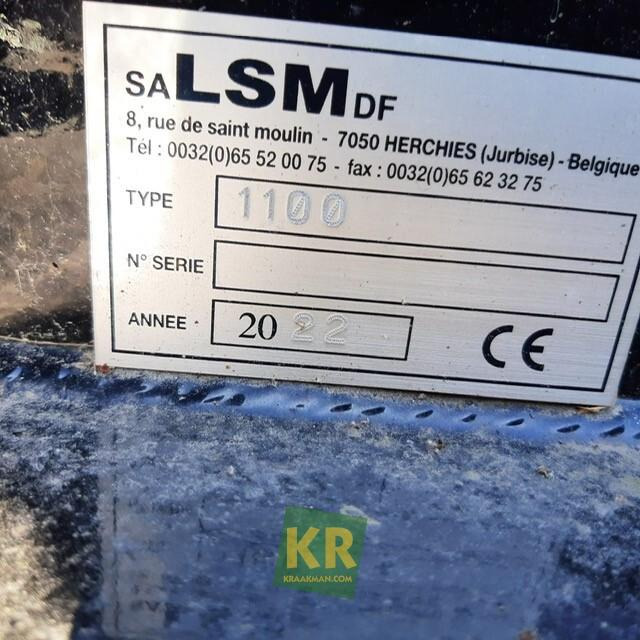 SA LSM DF
8, rue de saint moulin - 7050 HERCHIES (Jurbise) - Belgique
Tél : 0032(0)65 52 00 75 - fax : 0032(0)65 62 32 75
TYPE 1100
N° SERIE
ANNEE 2022 CE
KR
KRAAKMAN.COM